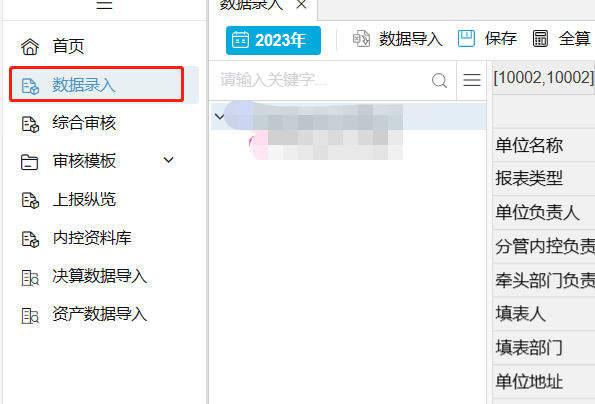 首页
数据录入
综合审核
审核模板
上报纵览
内控资料库
决算数据导入
资产数据导入
数据录入
2023年
数据导入
保存
全算
请输入关键字...
[10002,10002]
单位名称
报表类型
单位负责人
分管内控负责
牵头部门负责
填表人
填表部门
单位地址